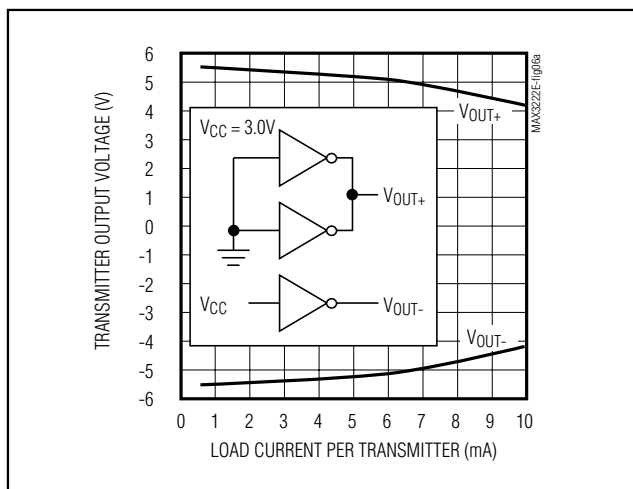 TRANSMITTER OUTPUT VOLTAGE (V)
6
5
4
3
2
1
0
-1
-2
-3
-4
-5
-6
VCC = 3.0V
VOUT+
VOUT+
VCC
VOUT-
VOUT-
MAX3222E-fig06a
0 1 2 3 4 5 6 7 8 9 10
LOAD CURRENT PER TRANSMITTER (mA)